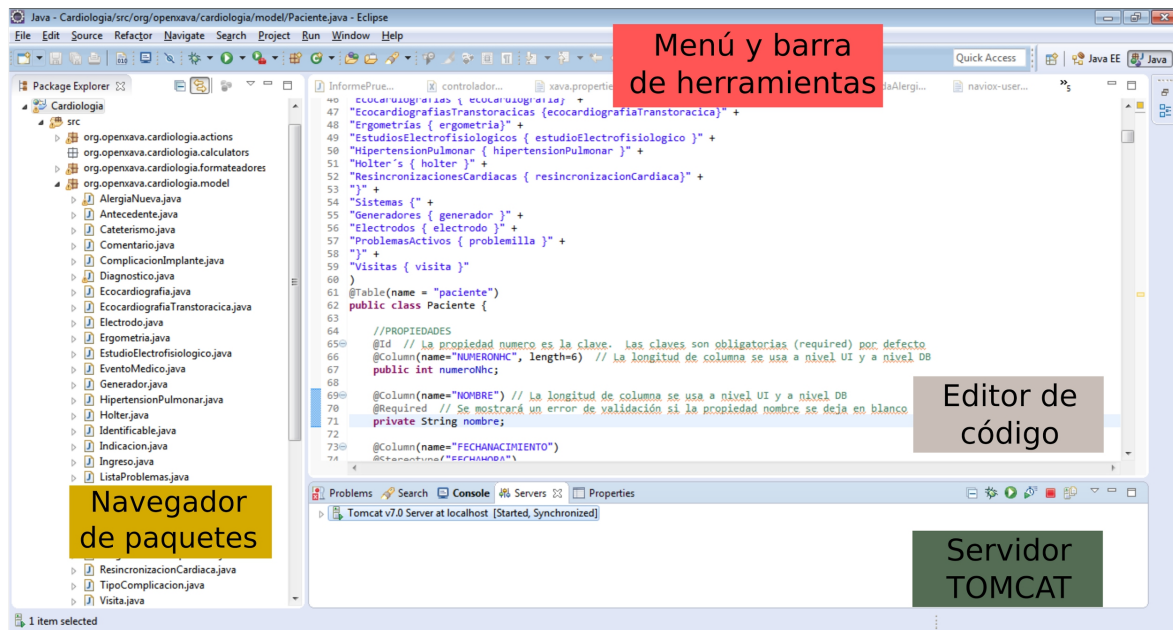 Java - Cardiologia/src/org/openxava/cardiologia/model/Paciente.java - Eclipse
File Edit Source Refactor Navigate Search Project Run Window Help
Menú y barra
de herramientas
Quick Access
Java EE
Java
Package Explorer
InformePrue...
controlador...
xava.propertie
daAlergi...
naviox-user...
»5
Cardiologia
src
org.openxava.cardiologia.actions
org.openxava.cardiologia.calculators
org.openxava.cardiologia.formateadores
org.openxava.cardiologia.model
AlergiaNueva.java
Antecedente.java
Cateterismo.java
Comentario.java
ComplicacionImplante.java
Diagnostico.java
Ecocardiografia.java
EcocardiografiaTranstoracica.java
Electrodo.java
Ergometria.java
EstudioElectrofisiologico.java
EventoMedico.java
Generador.java
HipertensionPulmonar.java
Holter.java
Identificable.java
Indicacion.java
Ingreso.java
ListaProblemas.java
Navegador
de paquetes
ResincronizacionCardiaca.java
TipoComplicacion.java
Visita.java
46 "Ecocardiografias { ecocardiografia}" +
47 "EcocardiografiasTranstoracicas {ecocardiografiaTranstoracica}" +
48 "Ergometrías { ergometria}" +
49 "EstudiosElectrofisiologicos { estudioElectrofisiologico }" +
50 "HipertensionPulmonar { hipertensionPulmonar }" +
51 "Holter´s { holter }" +
52 "ResincronizacionesCardiacas { resincronizacionCardiaca}" +
53 "}" +
54 "Sistemas {" +
55 "Generadores { generador }" +
56 "Electrodos { electrodo }" +
57 "ProblemasActivos { problemilla }" +
58 "}" +
59 "Visitas { visita }"
60 )
61 @Table(name = "paciente")
62 public class Paciente {
63
64 //PROPIEDADES
65 @Id // La propiedad numero es la clave. Las claves son obligatorias (required) por defecto
66 @Column(name="NUMERONHC", length=6) // La longitud de columna se usa a nivel UI y a nivel DB
67 public int numeroNhc;
68
69 @Column(name="NOMBRE") // La longitud de columna se usa a nivel UI y a nivel DB
70 @Required // Se mostrará un error de validación si la propiedad nombre se deja en blanco
71 private String nombre;
72
73 @Column(name="FECHANACIMIENTO")
74 @Stereotype("FECHAHORA")
Editor de
código
Problems Search Console Servers Properties
Tomcat v7.0 Server at localhost [Started, Synchronized]
Servidor
TOMCAT
1 item selected